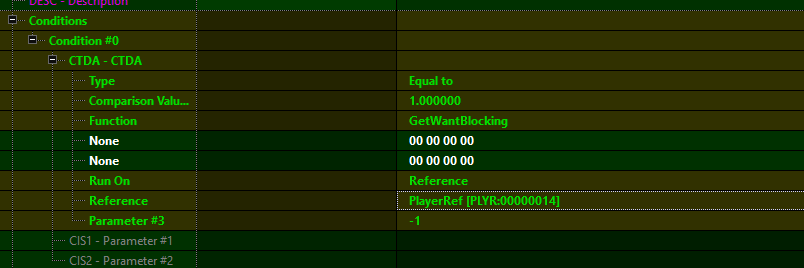 DESC - Description
Conditions
Condition #0
CTDA - CTDA
Type Equal to
Comparison Valu... 1.000000
Function GetWantBlocking
None 00 00 00 00
None 00 00 00 00
Run On Reference
Reference PlayerRef [PLYR:00000014]
Parameter #3 -1
CIS1 - Parameter #1
CIS2 - Parameter #2